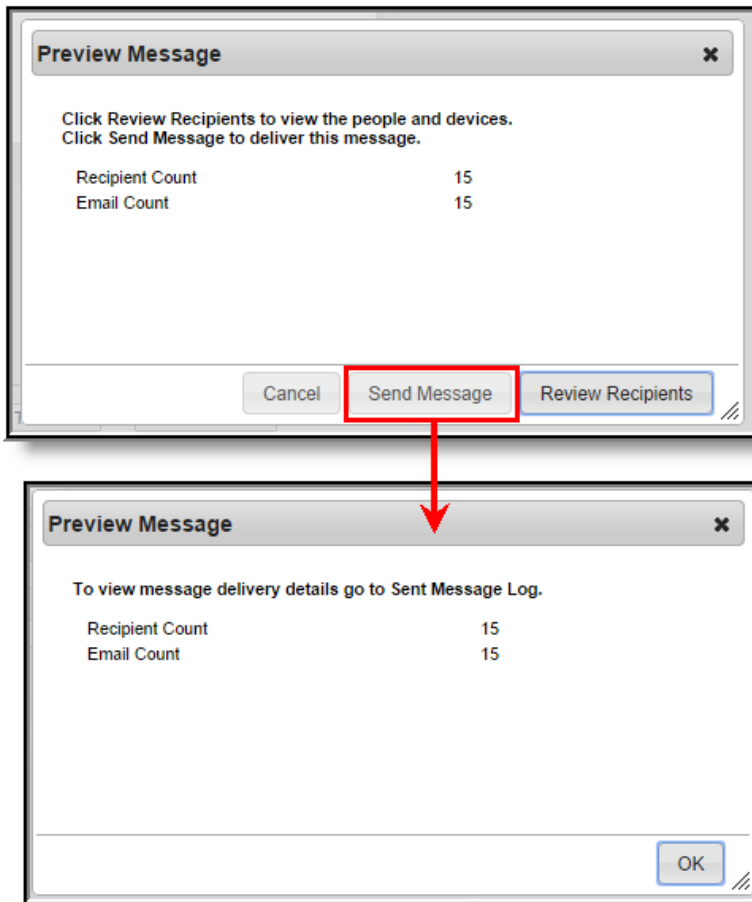 Preview Message
Click Review Recipients to view the people and devices.
Click Send Message to deliver this message.
Recipient Count 15
Email Count 15
Cancel Send Message Review Recipients
Preview Message
To view message delivery details go to Sent Message Log.
Recipient Count 15
Email Count 15
OK